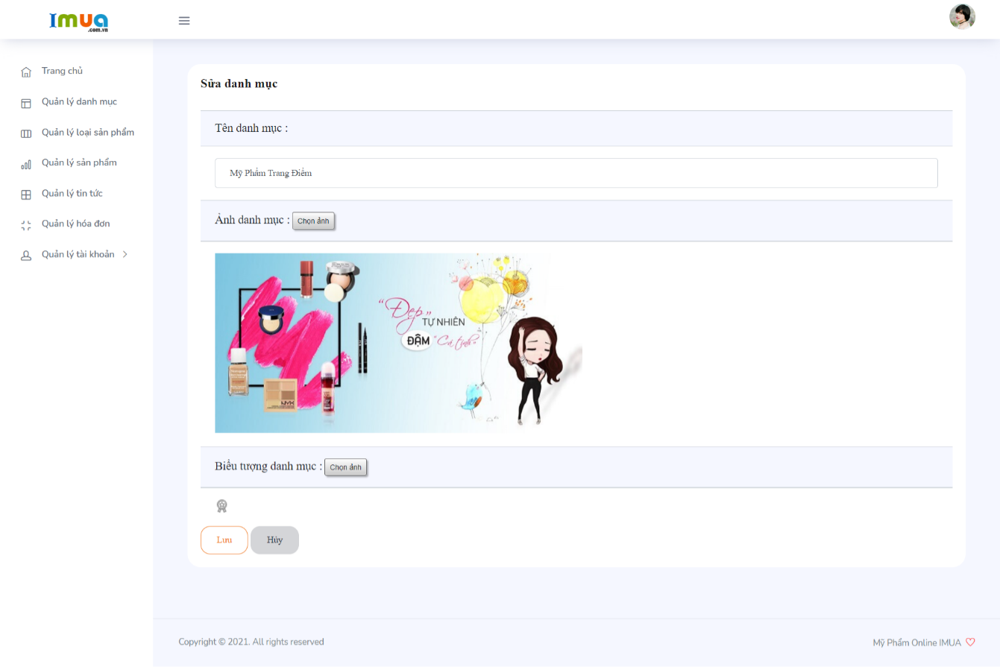 Imua
.com.vn
Trang chủ
Quản lý danh mục
Quản lý loại sản phẩm
Quản lý sản phẩm
Quản lý tin tức
Quản lý hóa đơn
Quản lý tài khoản
Sửa danh mục
Tên danh mục :
Mỹ Phẩm Trang Điểm
Ảnh danh mục : Chọn ảnh
“Đẹp”
TỰ NHIÊN
ĐẬM “Cá tính”
NYX
Biểu tượng danh mục : Chọn ảnh
Lưu Hủy
Copyright © 2021. All rights reserved
Mỹ Phẩm Online IMUA